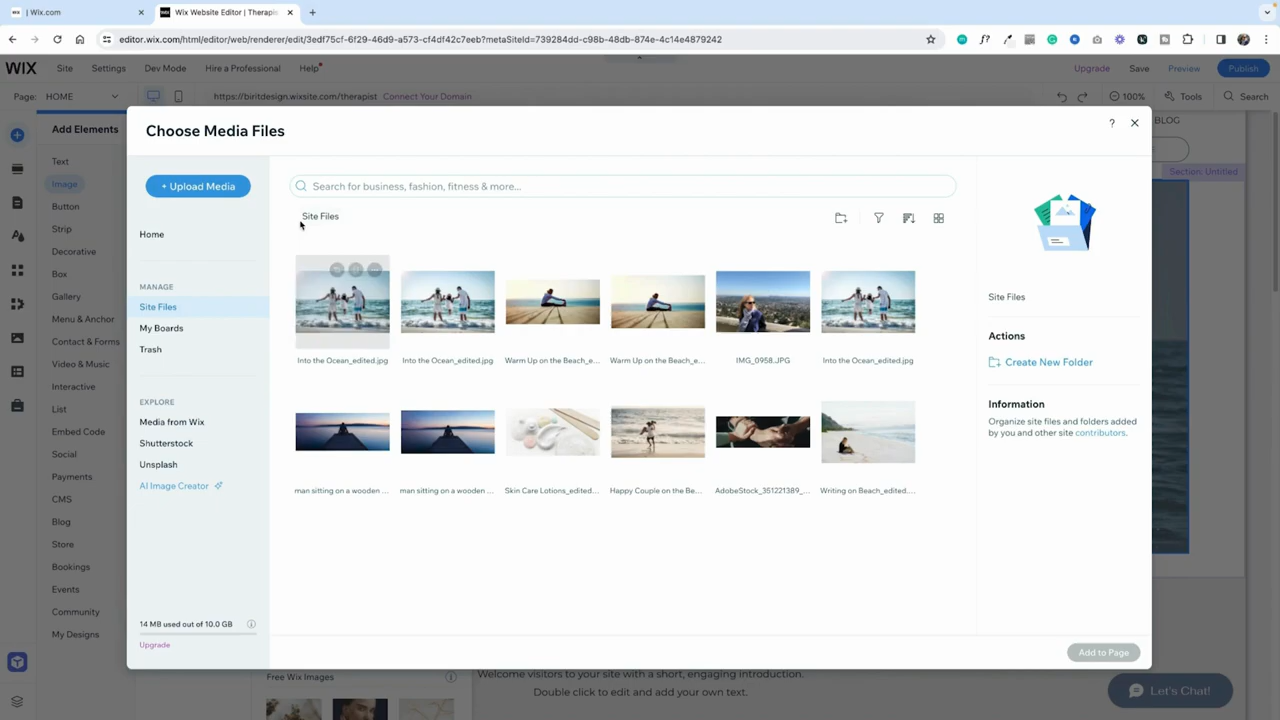 | Wix.com
Wix Website Editor | Therapis
editor.wix.com/html/editor/web/renderer/edit/3edf75cf-6f29-46d9-a573-cf4df42c7eeb?metaSiteId=739284dd-c98b-48db-874e-4c14e4879242
WIX
Site
Settings
Dev Mode
Hire a Professional
Help
Upgrade
Save
Preview
Publish
Page: HOME
https://biritdesign.wixsite.com/therapist Connect Your Domain
100%
Tools
Search
Add Elements
Text
Image
Button
Strip
Decorative
Box
Gallery
Menu & Anchor
Contact & Forms
Video & Music
Interactive
List
Embed Code
Social
Payments
CMS
Blog
Store
Bookings
Events
Community
My Designs
Choose Media Files
?
+ Upload Media
Home
MANAGE
Site Files
My Boards
Trash
EXPLORE
Media from Wix
Shutterstock
Unsplash
AI Image Creator
14 MB used out of 10.0 GB
Upgrade
Search for business, fashion, fitness & more...
Site Files
Into the Ocean_edited.jpg
Into the Ocean_edited.jpg
Warm Up on the Beach_e...
Warm Up on the Beach_e...
IMG_0958.JPG
Into the Ocean_edited.jpg
man sitting on a wooden ...
man sitting on a wooden ...
Skin Care Lotions_edited...
Happy Couple on the Be...
AdobeStock_351221389_...
Writing on Beach_edited....
Site Files
Actions
Create New Folder
Information
Organize site files and folders added
by you and other site contributors.
Add to Page
BLOG
Section: Untitled
Free Wix Images
Welcome visitors to your site with a short, engaging introduction.
Double click to edit and add your own text.
Let's Chat!